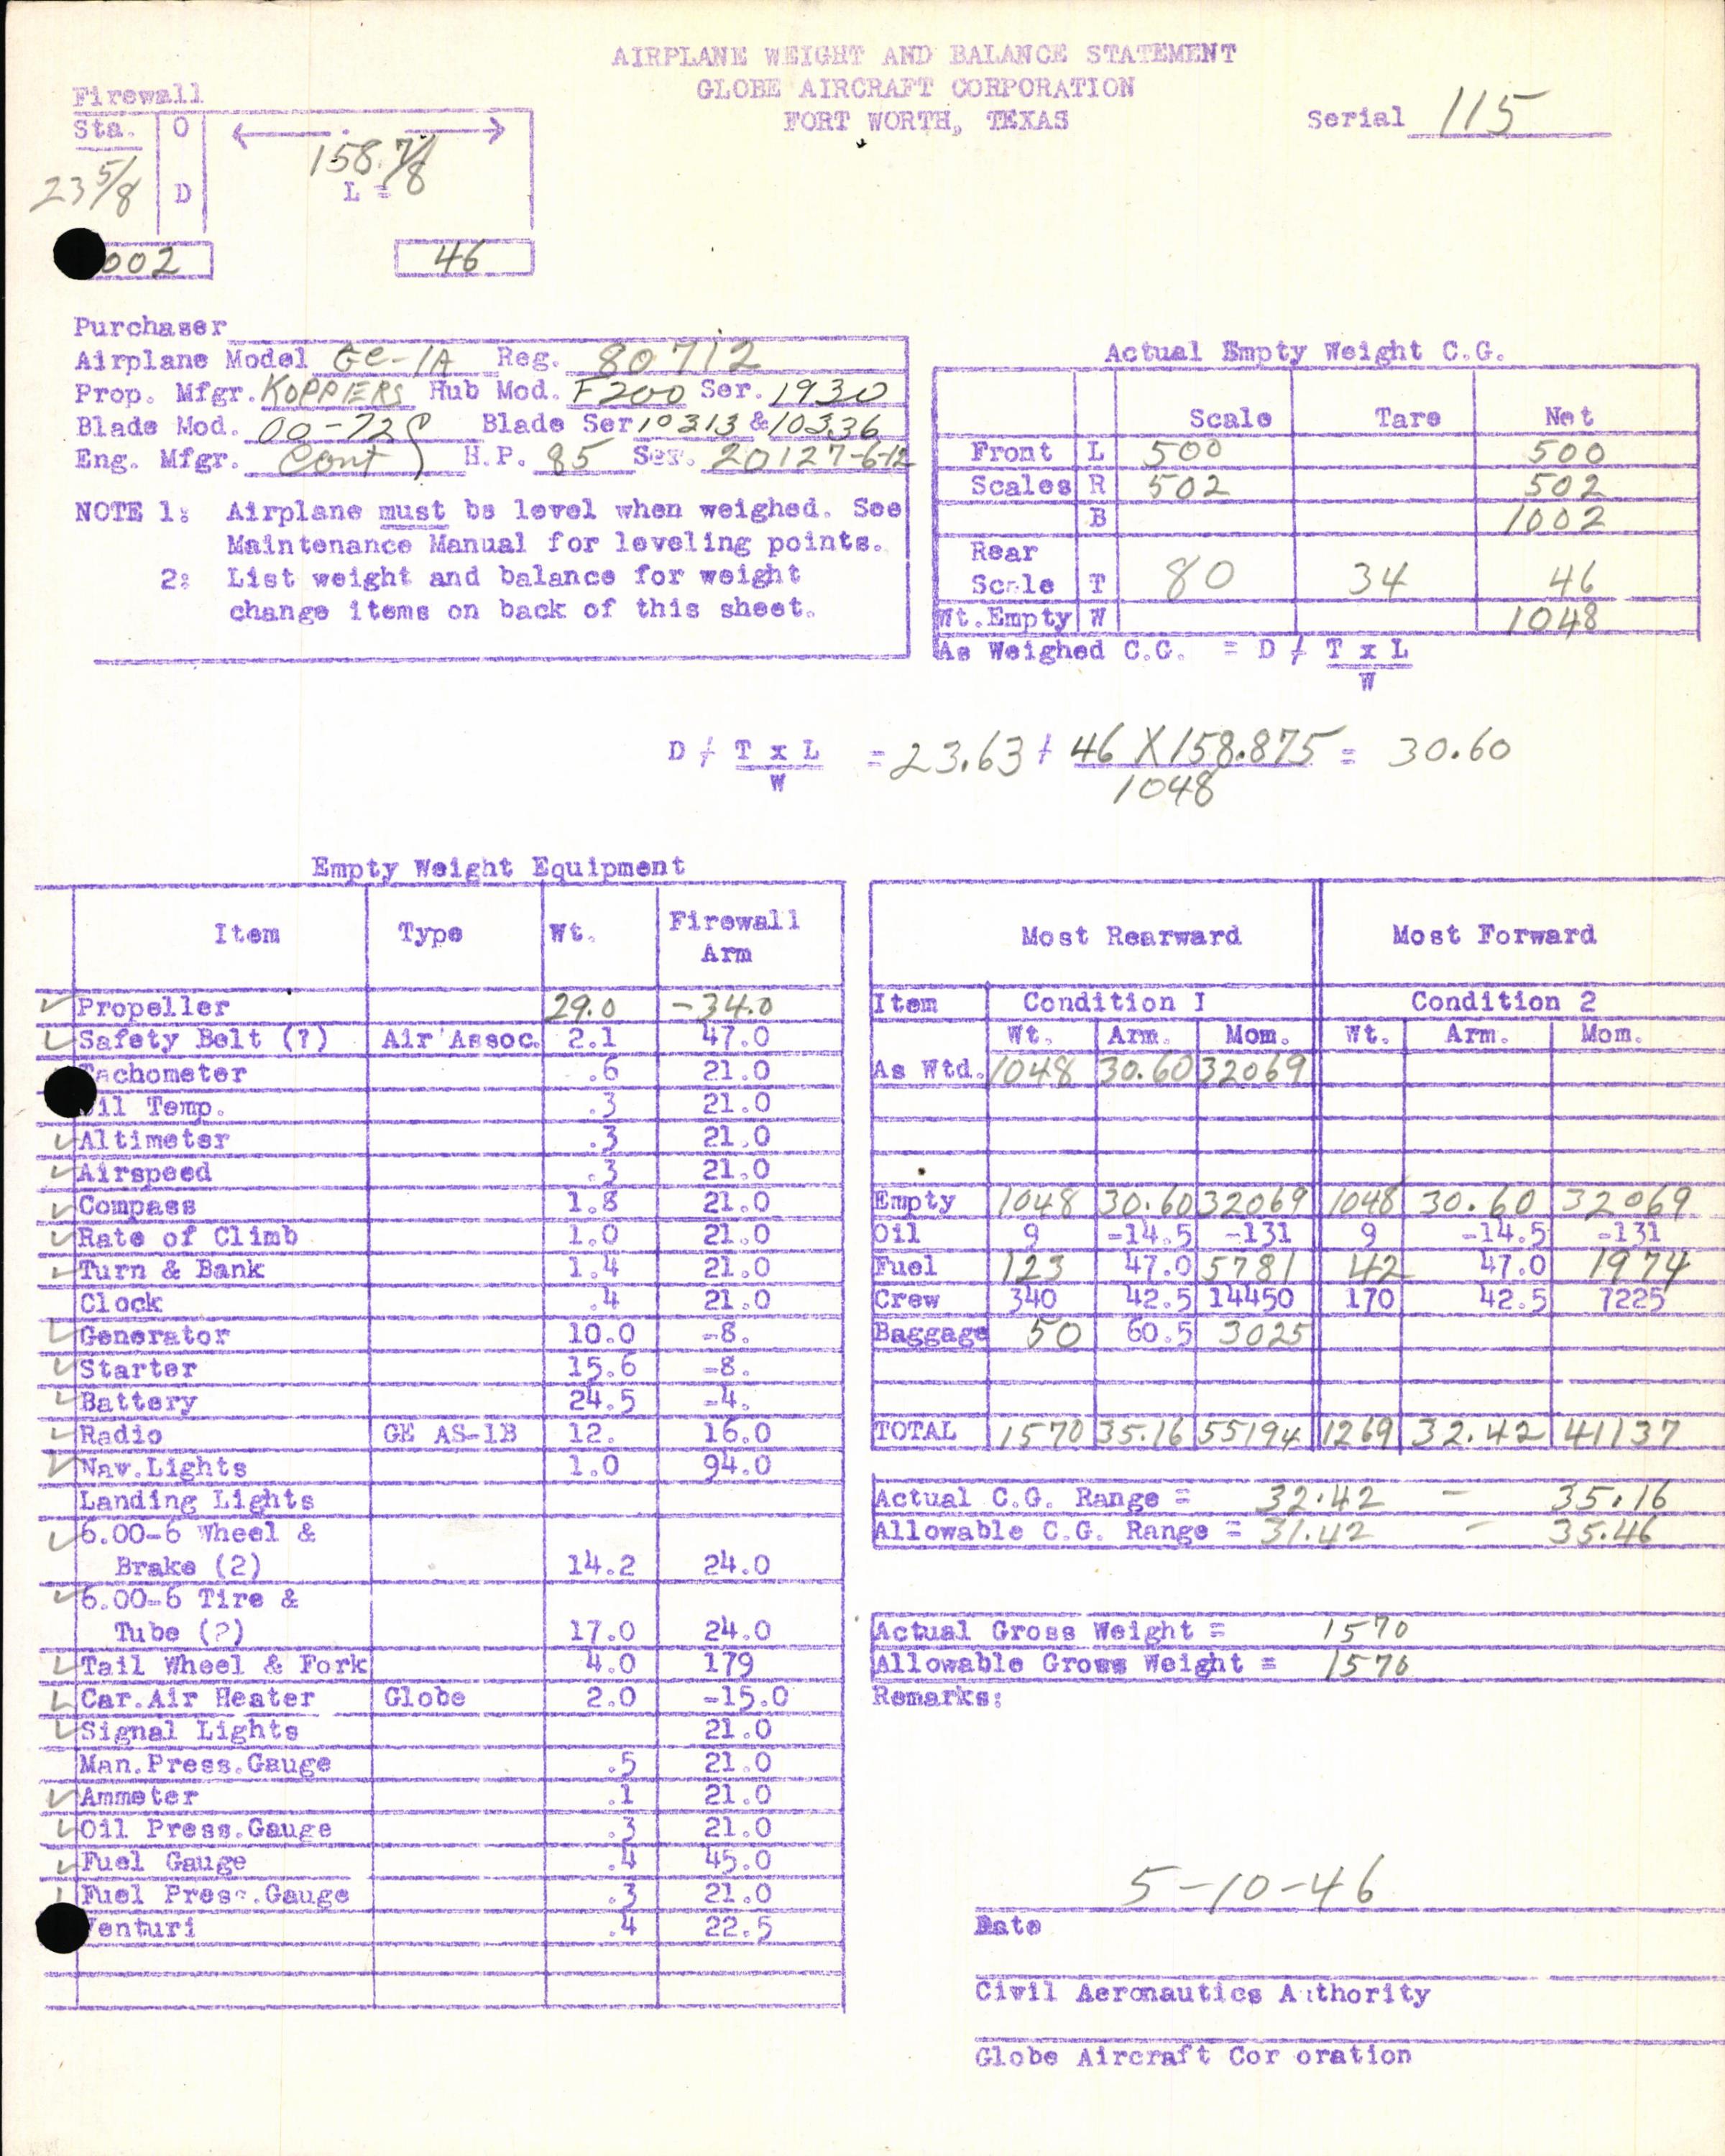 AIRPLANE WEIGHT AND BALANCE STATEMENT
GLOBE AIRCRAFT CORPORATION
FORT WORTH, TEXAS
Serial 115
Firewall
Sta. O
158.7/8
23 5/8 D L =
002 46
Purchaser
Airplane Model GC-1A Reg. 80712
Prop. Mfgr. KOPPERS Hub Mod. F200 Ser. 1930
Blade Mod. 00-72S Blade Ser 10313 & 10336
Eng. Mfgr. Cont H.P. 85 Ser. 20127-6-12
NOTE 1: Airplane must be level when weighed. See
Maintenance Manual for leveling points.
2: List weight and balance for weight
change items on back of this sheet.
Actual Empty Weight C.G.
Scale Tare Net
Front L 500 500
Scales R 502 502
B 1002
Rear
Scale T 80 34 46
Wt.Empty W 1048
As Weighed C.G. = D / T x L
W
D / T x L = 23.63 + 46 X 158.875 = 30.60
W 1048
Empty Weight Equipment
Item Type Wt. Firewall Arm
Propeller 29.0 -34.0
Safety Belt (?) Air Assoc. 2.1 47.0
Tachometer .6 21.0
Oil Temp. .3 21.0
Altimeter .3 21.0
Airspeed .3 21.0
Compass 1.8 21.0
Rate of Climb 1.0 21.0
Turn & Bank 1.4 21.0
Clock .4 21.0
Generator 10.0 -8.
Starter 15.6 -8.
Battery 24.5 -4.
Radio GE AS-1B 12. 16.0
Nav.Lights 1.0 94.0
Landing Lights
6.00-6 Wheel &
Brake (2) 14.2 24.0
6.00-6 Tire &
Tube (2) 17.0 24.0
Tail Wheel & Fork 4.0 179
Car.Air Heater Globe 2.0 -15.0
Signal Lights 21.0
Man.Press.Gauge .5 21.0
Ammeter .1 21.0
Oil Press.Gauge .3 21.0
Fuel Gauge .4 45.0
Fuel Press.Gauge .3 21.0
Venturi .4 22.5
Most Rearward Most Forward
Item Condition I Condition 2
Wt. Arm. Mom. Wt. Arm. Mom.
As Wtd. 1048 30.60 32069
Empty 1048 30.60 32069 1048 30.60 32069
Oil 9 -14.5 -131 9 -14.5 -131
Fuel 123 47.0 5781 42 47.0 1974
Crew 340 42.5 14450 170 42.5 7225
Baggage 50 60.5 3025
TOTAL 1570 35.16 55194 1269 32.42 41137
Actual C.G. Range = 32.42 - 35.16
Allowable C.G. Range = 31.42 - 35.46
Actual Gross Weight = 1570
Allowable Gross Weight = 1570
Remarks:
5-10-46
Date
Civil Aeronautics Authority
Globe Aircraft Cor oration